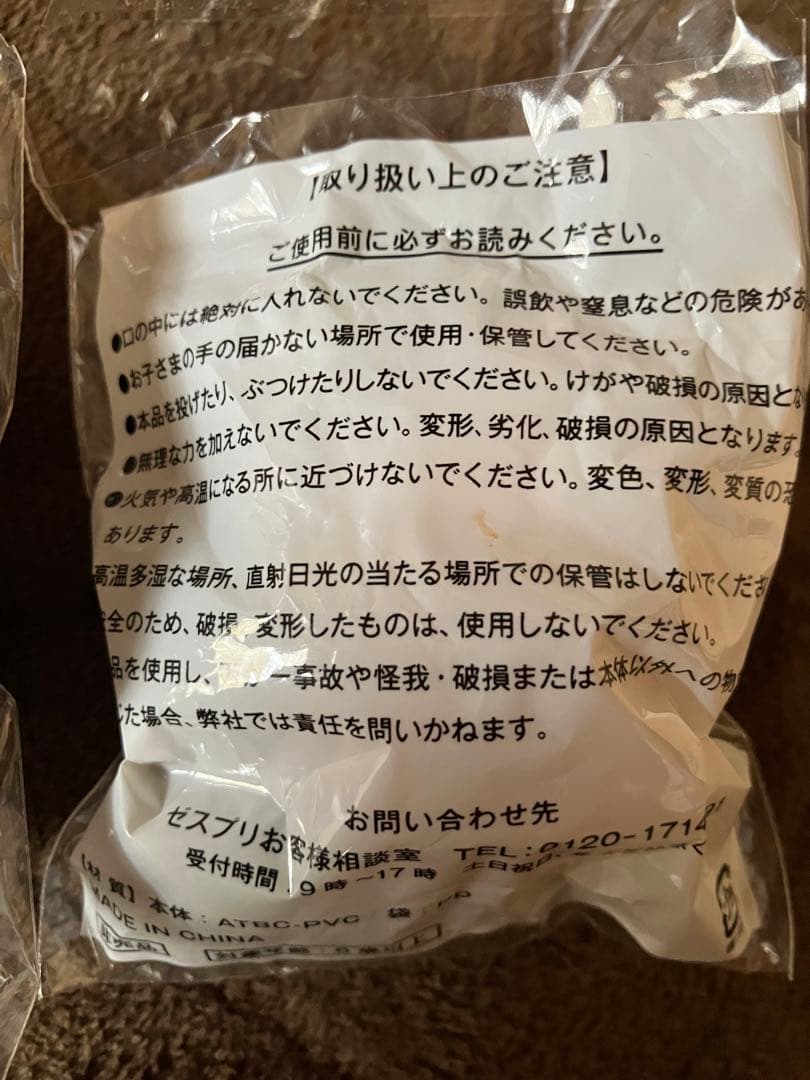 【取り扱い上のご注意】
ご使用前に必ずお読みください。
●口の中には絶対に入れないでください。誤飲や窒息などの危険があ
●お子さまの手の届かない場所で使用・保管してください。
●本品を投げたり、ぶつけたりしないでください。けがや破損の原因とな
●無理な力を加えないでください。変形、劣化、破損の原因となります。
●火気や高温になる所に近づけないでください。変色、変形、変質の恐
あります。
高温多湿な場所、直射日光の当たる場所での保管はしないでくださ
全のため、破損、変形したものは、使用しないでください。
品を使用し、 一事故や怪我・破損または本体以外への物
じた場合、弊社では責任を問いかねます。
お問い合わせ先
ゼスプリお客様相談室 TEL:0120-1714
受付時間:9時~17時 土日祝日
【材質】本体:ATBC-PVC 袋:PP
MADE IN CHINA
非売品